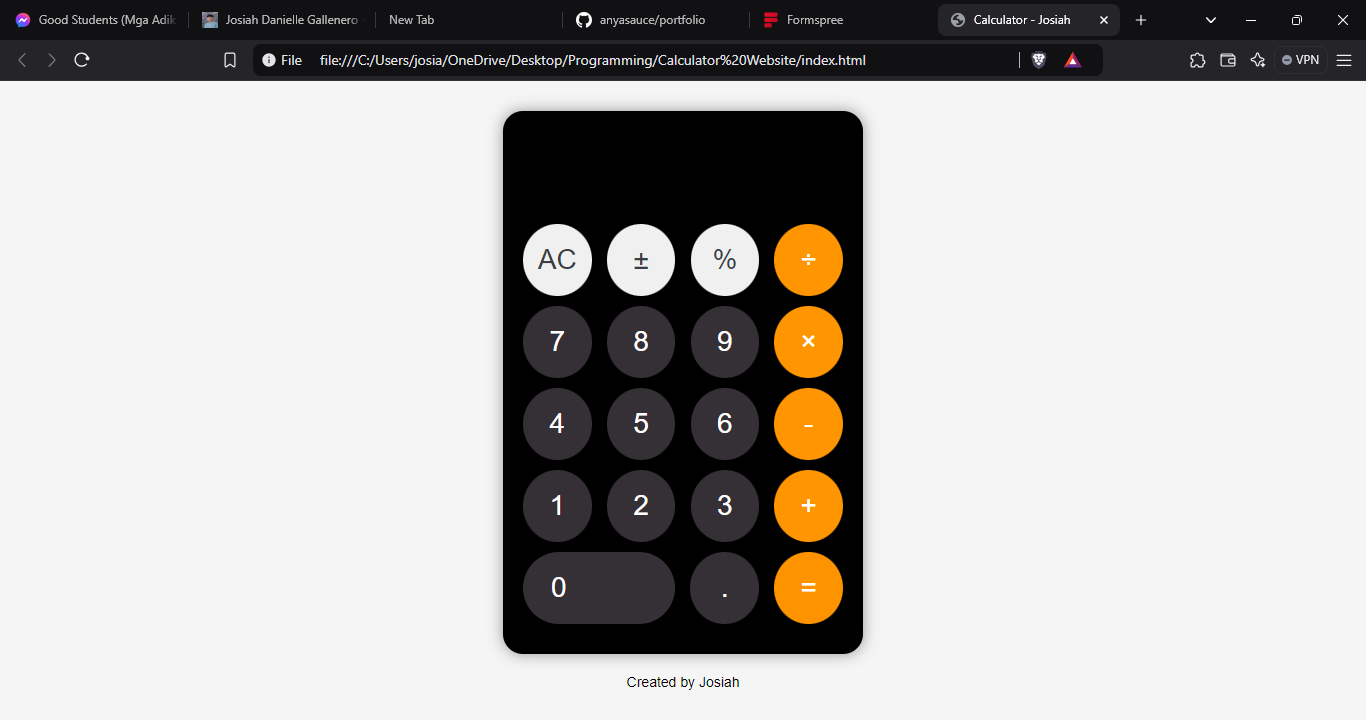 Good Students (Mga Adik
Josiah Danielle Gallenero -
New Tab
anyasauce/portfolio
Formspree
Calculator - Josiah
File file:///C:/Users/josia/OneDrive/Desktop/Programming/Calculator%20Website/index.html
VPN
AC ± % ÷
7 8 9 ×
4 5 6 -
1 2 3 +
0 . =
Created by Josiah